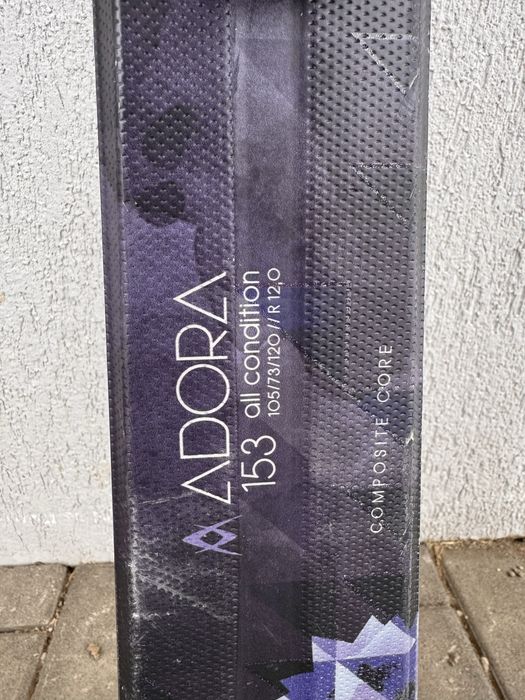 ADORA
153 all condition
105/73/120 // R 12,0
COMPOSITE CORE